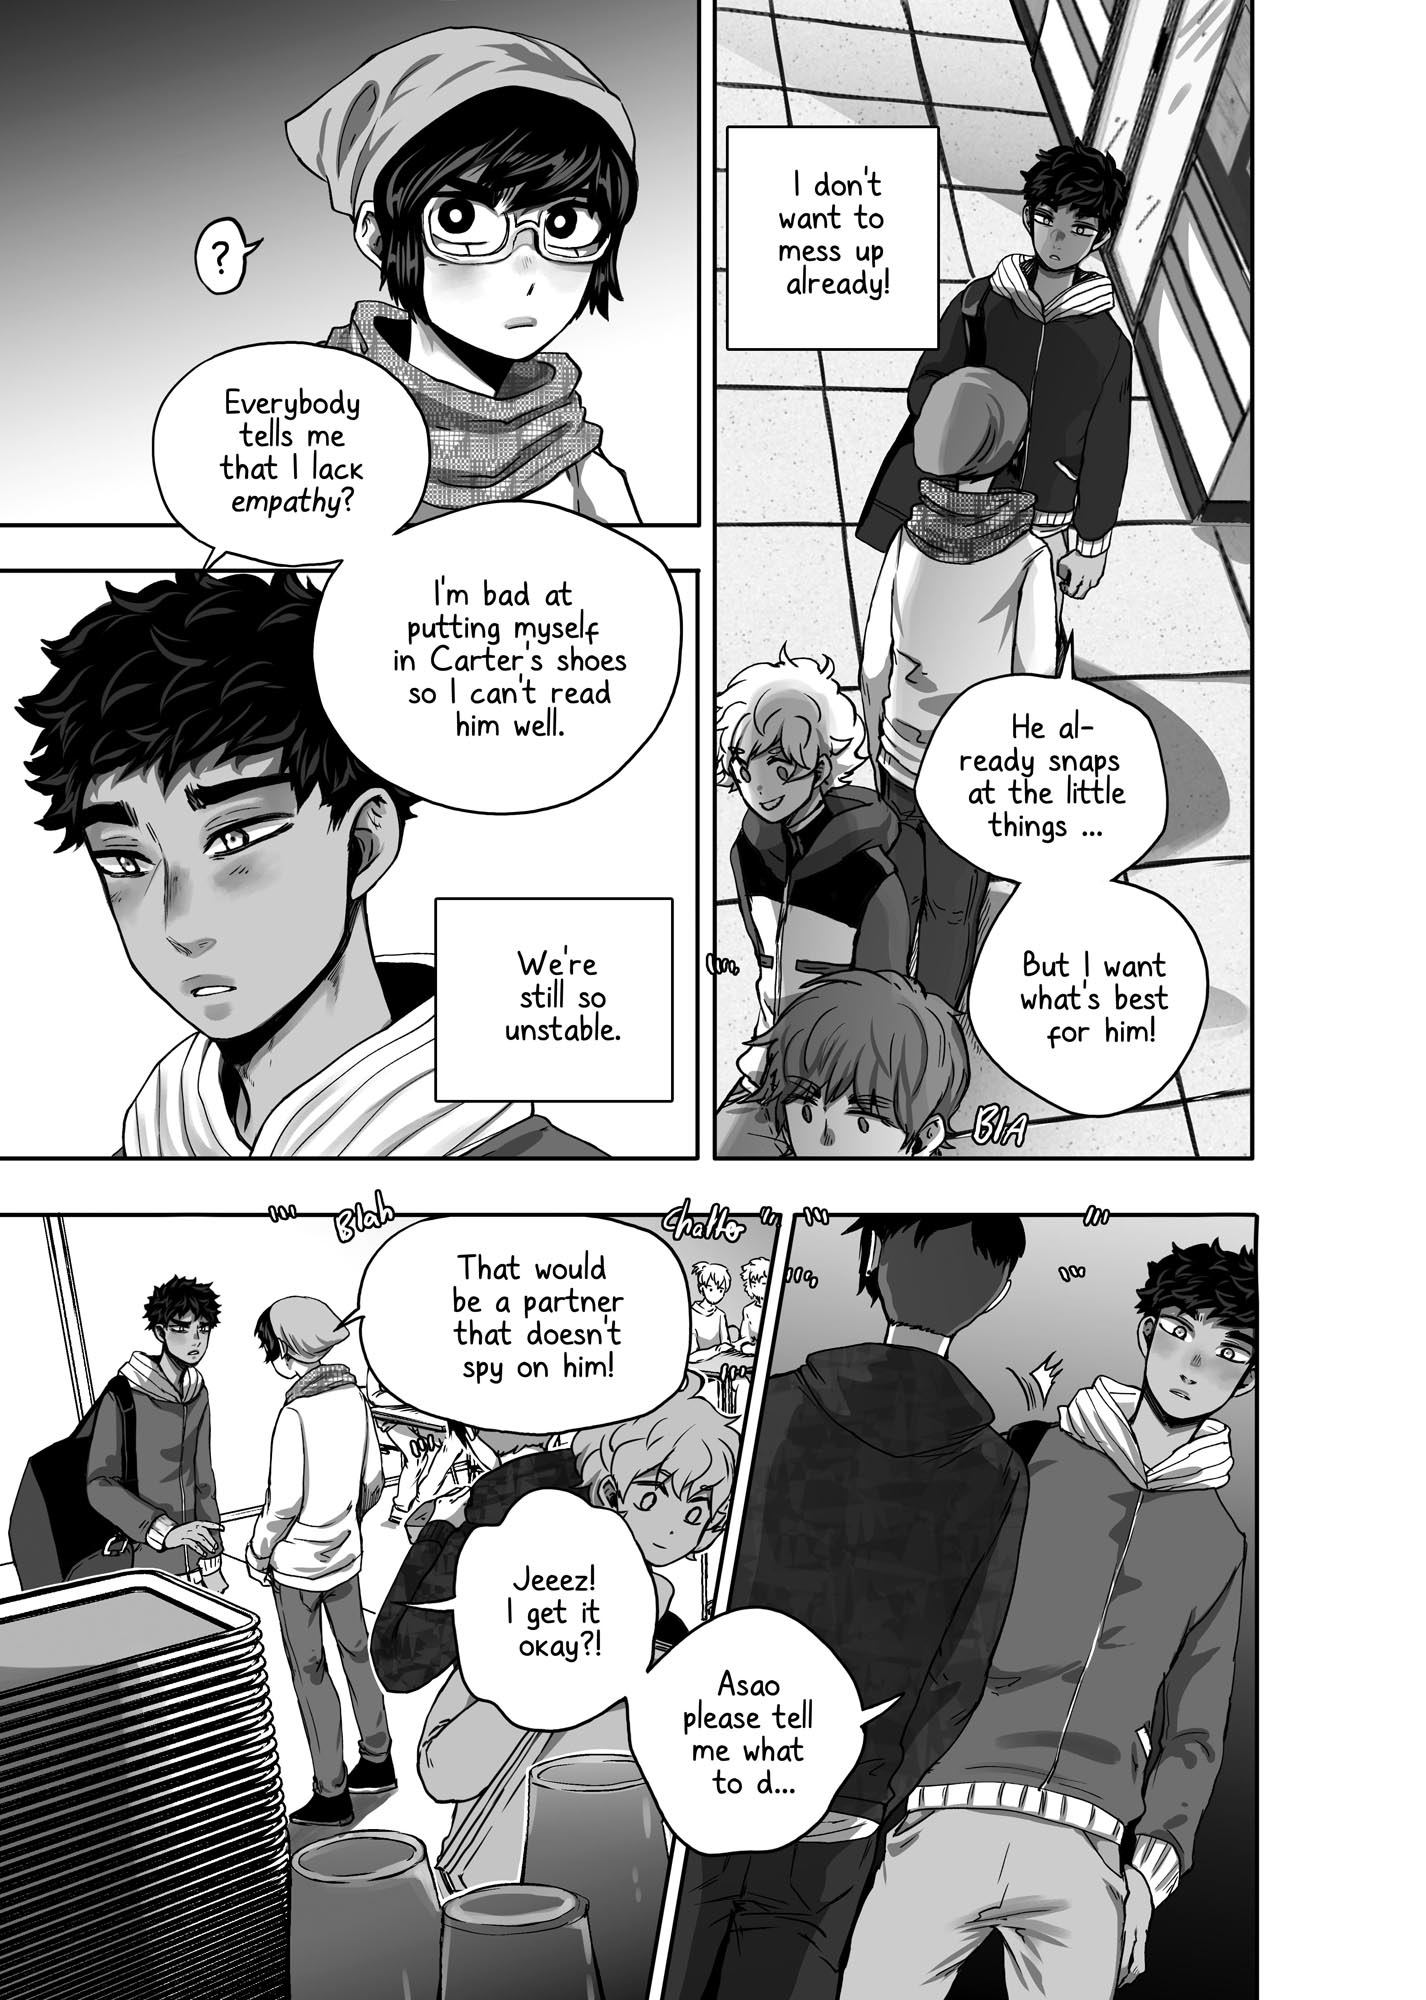 ?
Everybody
tells me
that I lack
empathy?
I'm bad at
putting myself
in Carter's shoes
so I can't read
him well.
We're
still so
unstable.
I don't
want to
mess up
already!
He al-
ready snaps
at the little
things ...
But I want
what's best
for him!
BlA
Blah
Chatter
That would
be a partner
that doesn't
spy on him!
Jeeez!
I get it
okay?!
Asao
please tell
me what
to d...